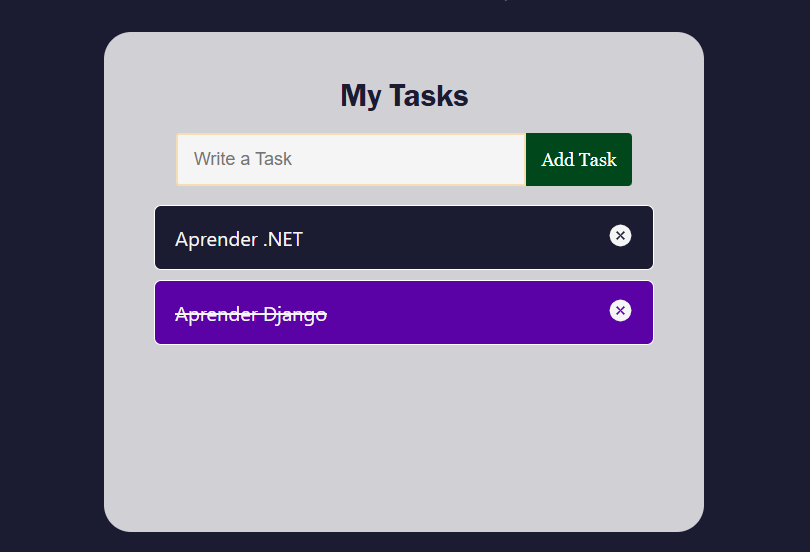 My Tasks
Write a Task
Add Task
Aprender .NET
Aprender Django